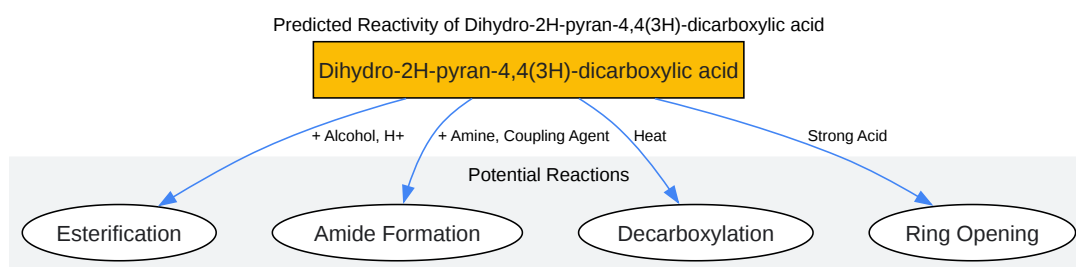 Predicted Reactivity of Dihydro-2H-pyran-4,4(3H)-dicarboxylic acid
Dihydro-2H-pyran-4,4(3H)-dicarboxylic acid
+ Alcohol, H+
+ Amine, Coupling Agent
Heat
Strong Acid
Potential Reactions
Esterification
Amide Formation
Decarboxylation
Ring Opening